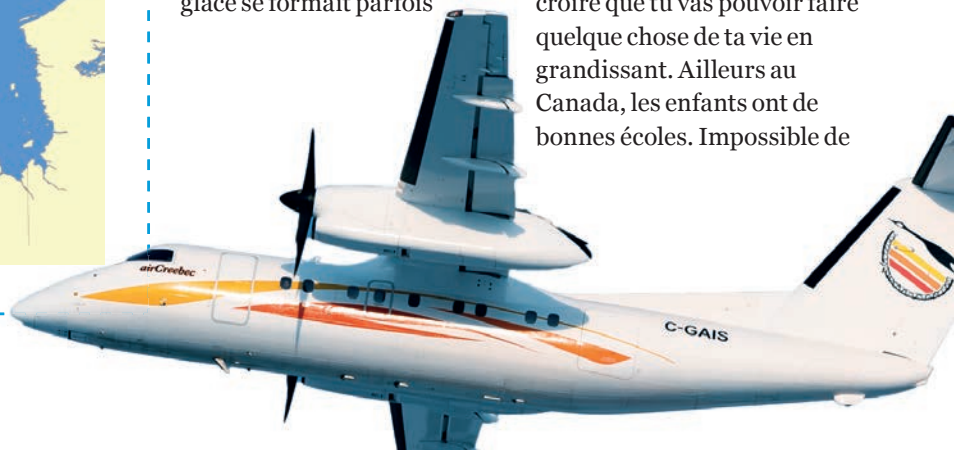 glace se formait parfois
croire que tu vas pouvoir faire
quelque chose de ta vie en
grandissant. Ailleurs au
Canada, les enfants ont de
bonnes écoles. Impossible de
airCreebec
C-GAIS